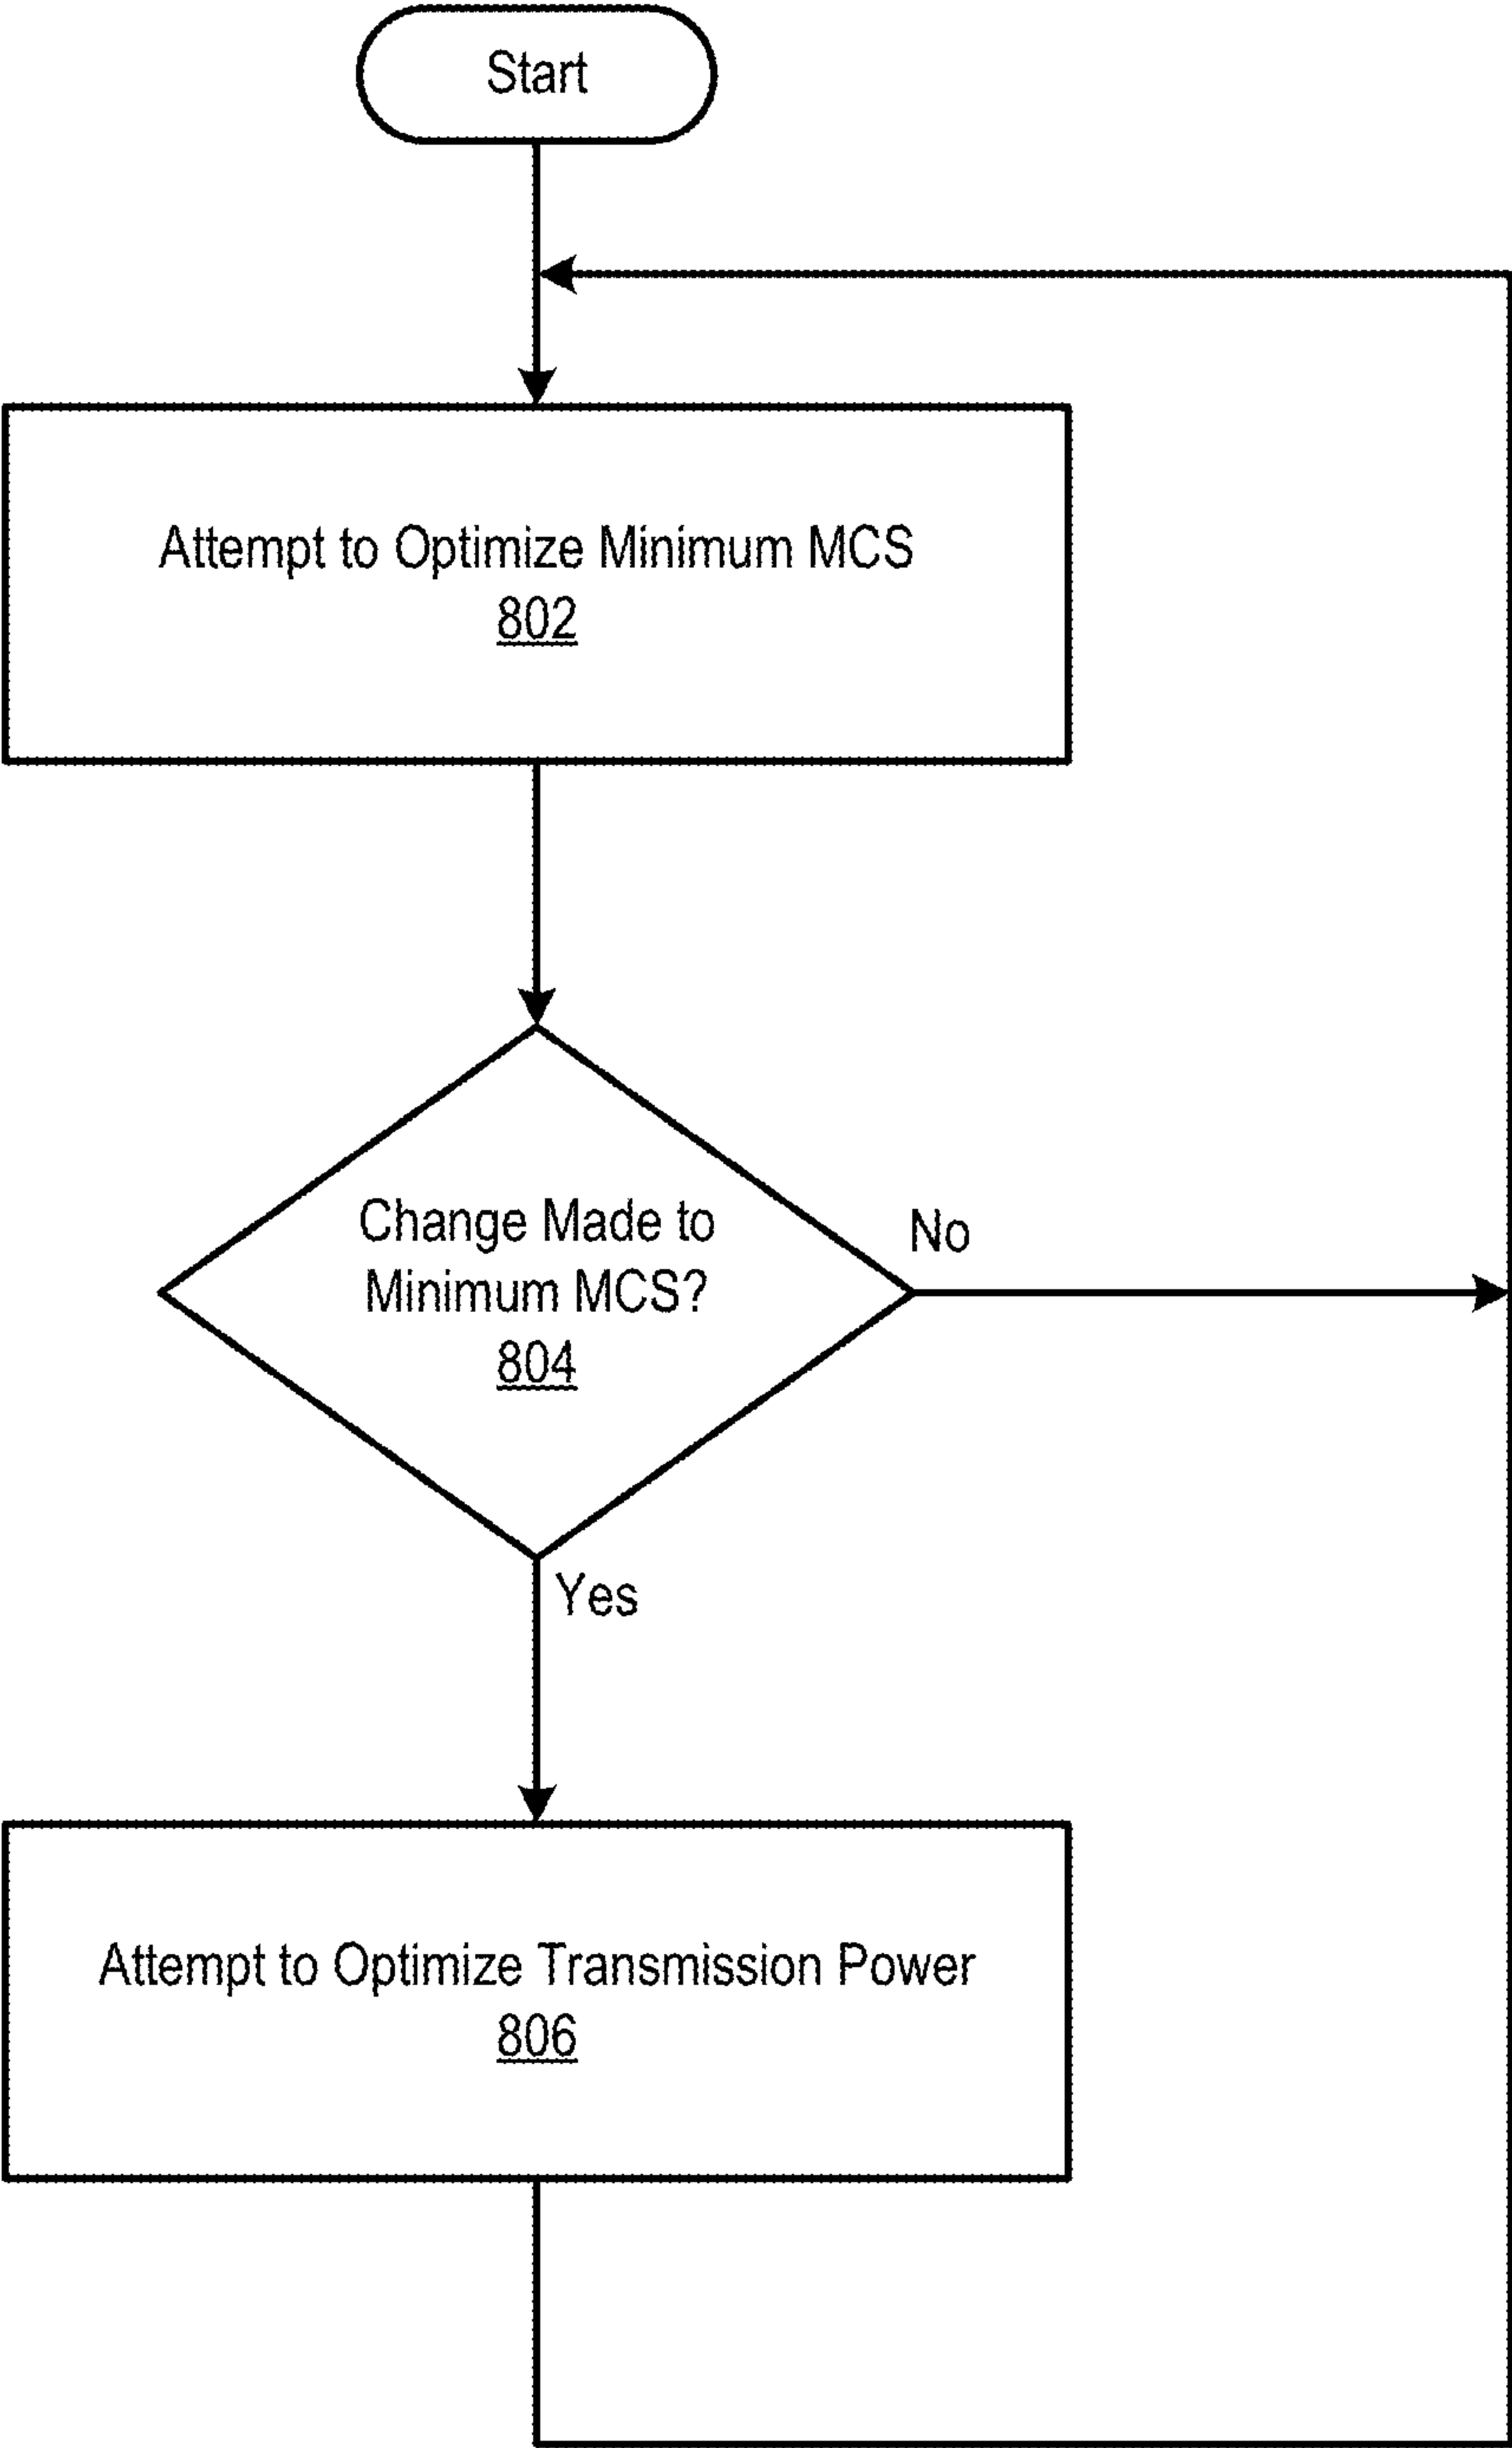 Start
Attempt to Optimize Minimum MCS
802
Change Made to
Minimum MCS?
804
No
Yes
Attempt to Optimize Transmission Power
806